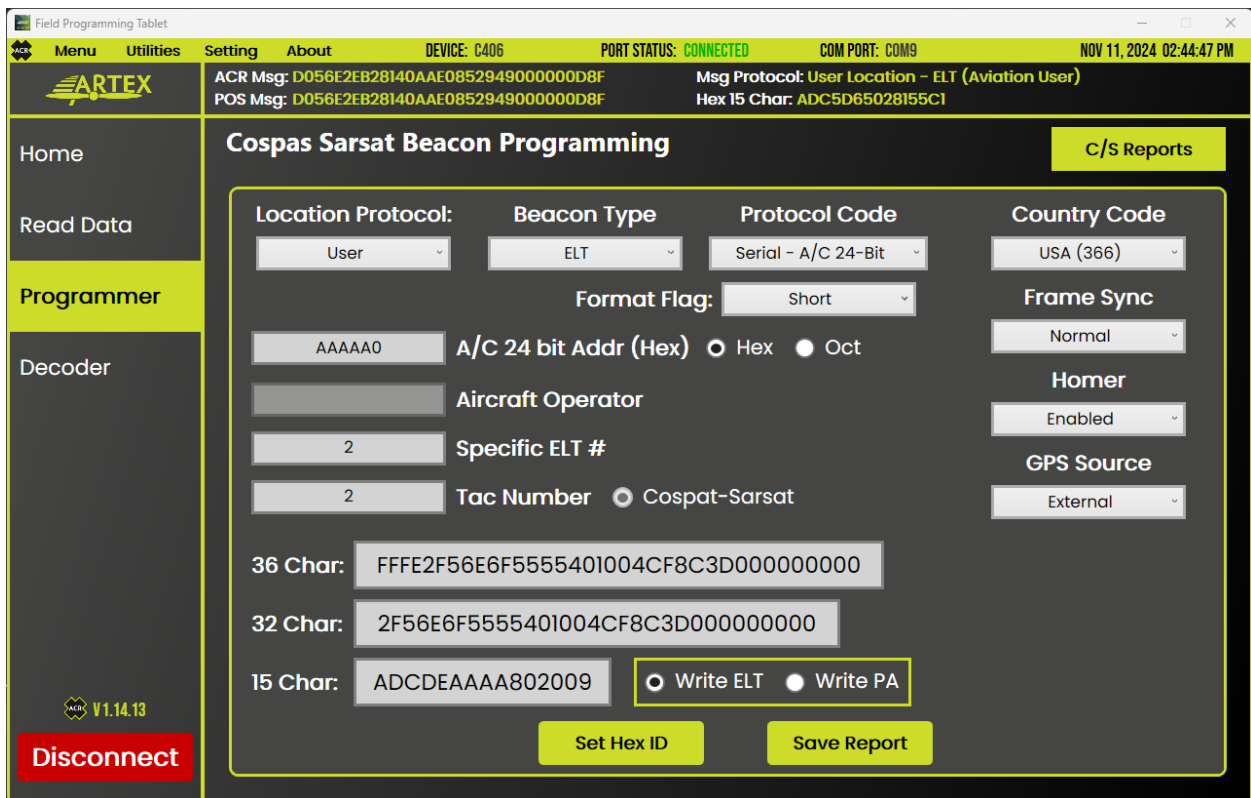 Field Programming Tablet
ACR Menu Utilities Setting About DEVICE: C406 PORT STATUS: CONNECTED COM PORT: COM9 NOV 11, 2024 02:44:47 PM
ARTEX
ACR Msg: D056E2EB28140AAE0852949000000D8F Msg Protocol: User Location - ELT (Aviation User)
POS Msg: D056E2EB28140AAE0852949000000D8F Hex 15 Char: ADC5D65028155C1
Home
Read Data
Programmer
Decoder
ACR V 1.14.13
Disconnect
Cospas Sarsat Beacon Programming C/S Reports
Location Protocol: Beacon Type Protocol Code Country Code
User ELT Serial - A/C 24-Bit USA (366)
Format Flag: Short Frame Sync
Normal
AAAAA0 A/C 24 bit Addr (Hex) Hex Oct
Homer
Aircraft Operator
Enabled
2 Specific ELT #
GPS Source
2 Tac Number Cospat-Sarsat External
36 Char: FFFE2F56E6F5555401004CF8C3D000000000
32 Char: 2F56E6F5555401004CF8C3D000000000
15 Char: ADCDEAAAA802009 Write ELT Write PA
Set Hex ID Save Report